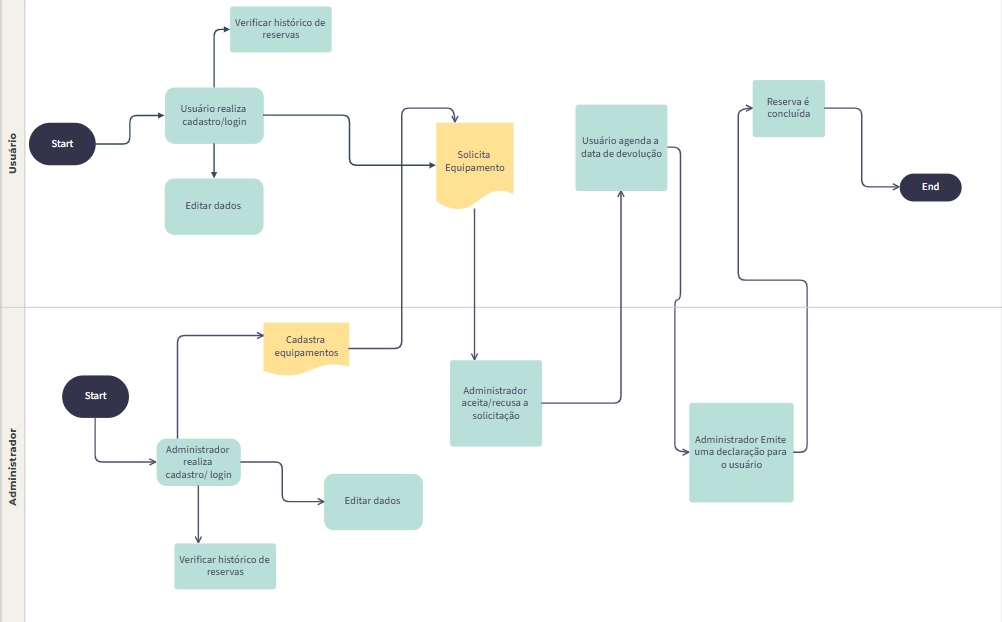 Usuário
Verificar histórico de
reservas
Usuário realiza
cadastro/login
Start
Editar dados
Solicita
Equipamento
Usuário agenda a
data de devolução
Reserva é
concluída
End
Administrador
Cadastra
equipamentos
Start
Administrador
realiza
cadastro/ login
Editar dados
Verificar histórico de
reservas
Administrador
aceita/recusa a
solicitação
Administrador Emite
uma declaração para
o usuário